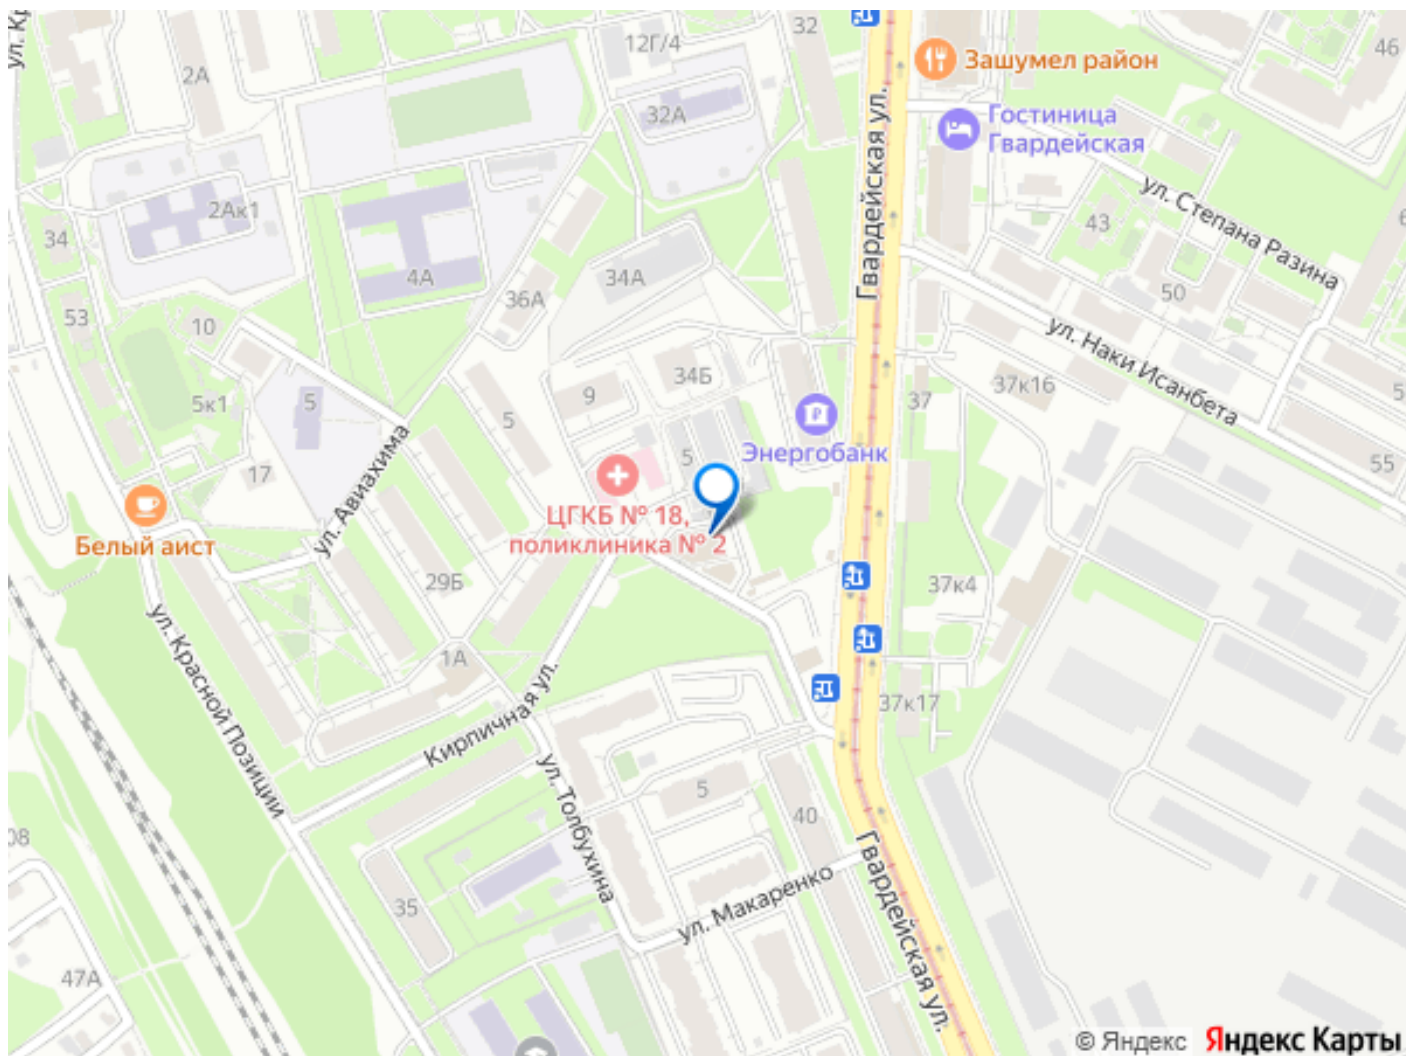 ул. Кр
2А
12Г/4
32
Зашумел район
46
32А
Гостиница
Гвардейская
Гвардейская ул.
ул. Степана Разина
2Ак1
34
4А
43
34А
36А
50
53
10
ул. Наки Исанбета
34Б
9
37к16
5
5к1
5
5
37
Энергобанк
17
ул. Авиахима
5
55
ЦГКБ № 18,
поликлиника № 2
Белый аист
29Б
37к4
ул. Красной Позиции
1А
Кирпичная ул.
37к17
ул. Толбухина
5
40
08
35
ул. Макаренко
Гвардейская ул.
47А
© Яндекс
Яндекс Карты